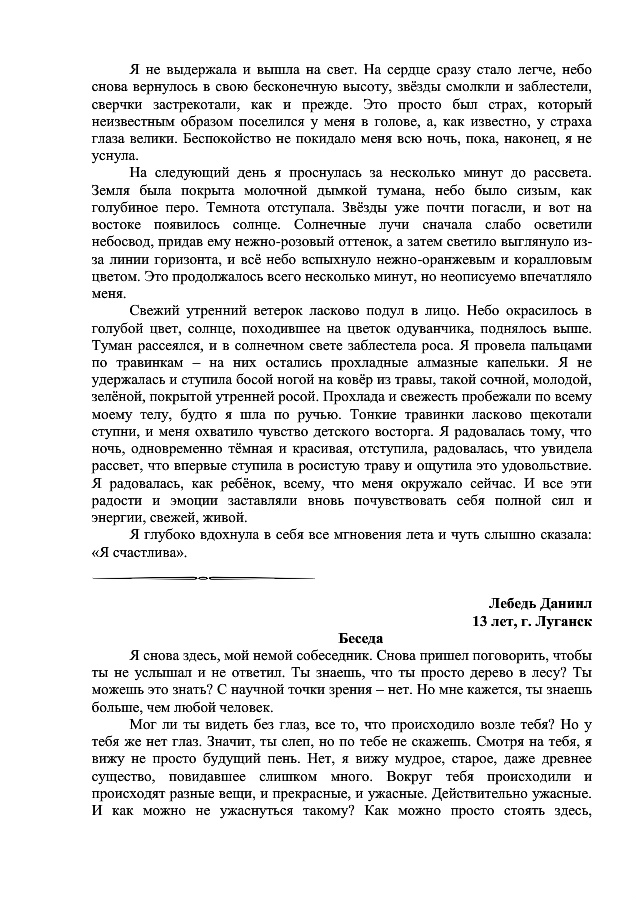 Я не выдержала и вышла на свет. На сердце сразу стало легче, небо
снова вернулось в свою бесконечную высоту, звёзды смолкли и заблестели,
сверчки застрекотали, как и прежде. Это просто был страх, который
неизвестным образом поселился у меня в голове, а, как известно, у страха
глаза велики. Беспокойство не покидало меня всю ночь, пока, наконец, я не
уснула.
На следующий день я проснулась за несколько минут до рассвета.
Земля была покрыта молочной дымкой тумана, небо было сизым, как
голубиное перо. Темнота отступала. Звёзды уже почти погасли, и вот на
востоке появилось солнце. Солнечные лучи сначала слабо осветили
небосвод, придав ему нежно-розовый оттенок, а затем светило выглянуло из-
за линии горизонта, и всё небо вспыхнуло нежно-оранжевым и коралловым
цветом. Это продолжалось всего несколько минут, но неописуемо впечатляло
меня.
Свежий утренний ветерок ласково подул в лицо. Небо окрасилось в
голубой цвет, солнце, походившее на цветок одуванчика, поднялось выше.
Туман рассеялся, и в солнечном свете заблестела роса. Я провела пальцами
по травинкам – на них остались прохладные алмазные капельки. Я не
удержалась и ступила босой ногой на ковёр из травы, такой сочной, молодой,
зелёной, покрытой утренней росой. Прохлада и свежесть пробежали по всему
моему телу, будто я шла по ручью. Тонкие травинки ласково щекотали
ступни, и меня охватило чувство детского восторга. Я радовалась тому, что
ночь, одновременно тёмная и красивая, отступила, радовалась, что увидела
рассвет, что впервые ступила в росистую траву и ощутила это удовольствие.
Я радовалась, как ребёнок, всему, что меня окружало сейчас. И все эти
радости и эмоции заставляли вновь почувствовать себя полной сил и
энергии, свежей, живой.
Я глубоко вдохнула в себя все мгновения лета и чуть слышно сказала:
«Я счастлива».
Лебедь Даниил
13 лет, г. Луганск
Беседа
Я снова здесь, мой немой собеседник. Снова пришел поговорить, чтобы
ты не услышал и не ответил. Ты знаешь, что ты просто дерево в лесу? Ты
можешь это знать? С научной точки зрения – нет. Но мне кажется, ты знаешь
больше, чем любой человек.
Мог ли ты видеть без глаз, все то, что происходило возле тебя? Но у
тебя же нет глаз. Значит, ты слеп, но по тебе не скажешь. Смотря на тебя, я
вижу не просто будущий пень. Нет, я вижу мудрое, старое, даже древнее
существо, повидавшее слишком много. Вокруг тебя происходили и
происходят разные вещи, и прекрасные, и ужасные. Действительно ужасные.
И как можно не ужаснуться такому? Как можно просто стоять здесь,